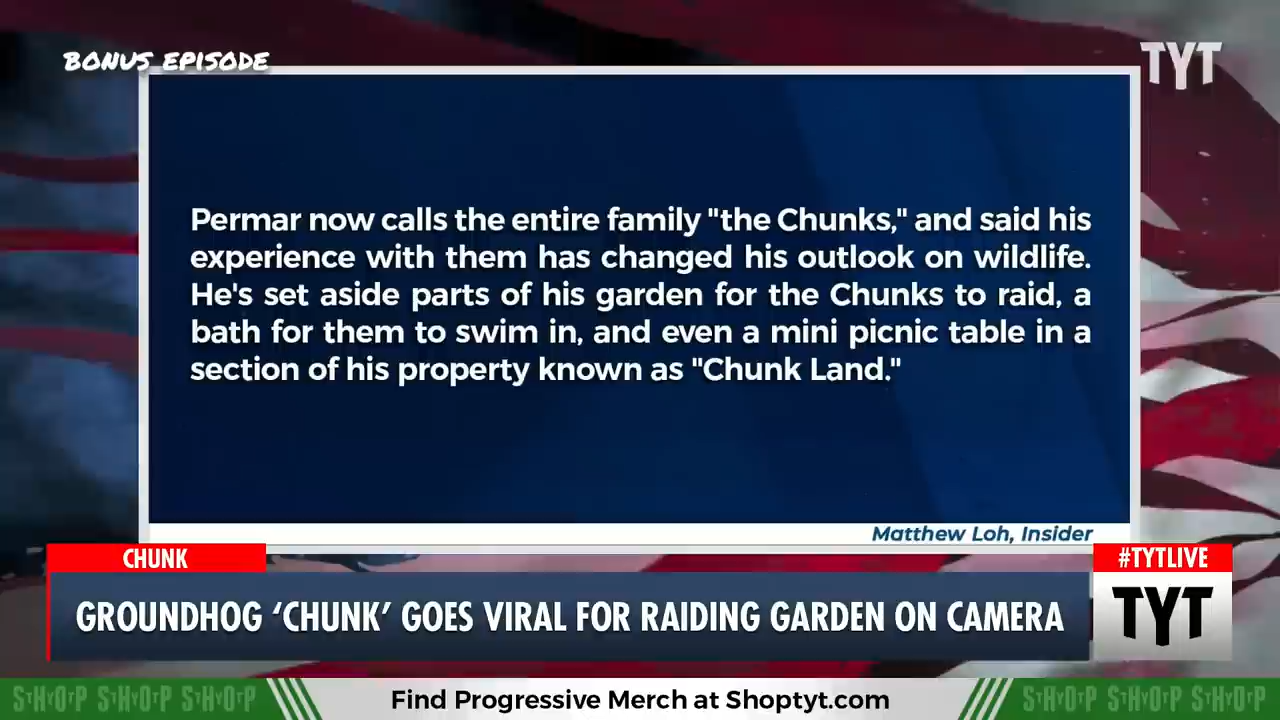 BONUS EPISODE
TYT
Permar now calls the entire family "the Chunks," and said his
experience with them has changed his outlook on wildlife.
He's set aside parts of his garden for the Chunks to raid, a
bath for them to swim in, and even a mini picnic table in a
section of his property known as "Chunk Land."
Matthew Loh, Insider
CHUNK
#TYTLIVE
GROUNDHOG ‘CHUNK’ GOES VIRAL FOR RAIDING GARDEN ON CAMERA
TYT
SHOP SHOP SHOP
Find Progressive Merch at Shoptyt.com
SHOP SHOP SHOP